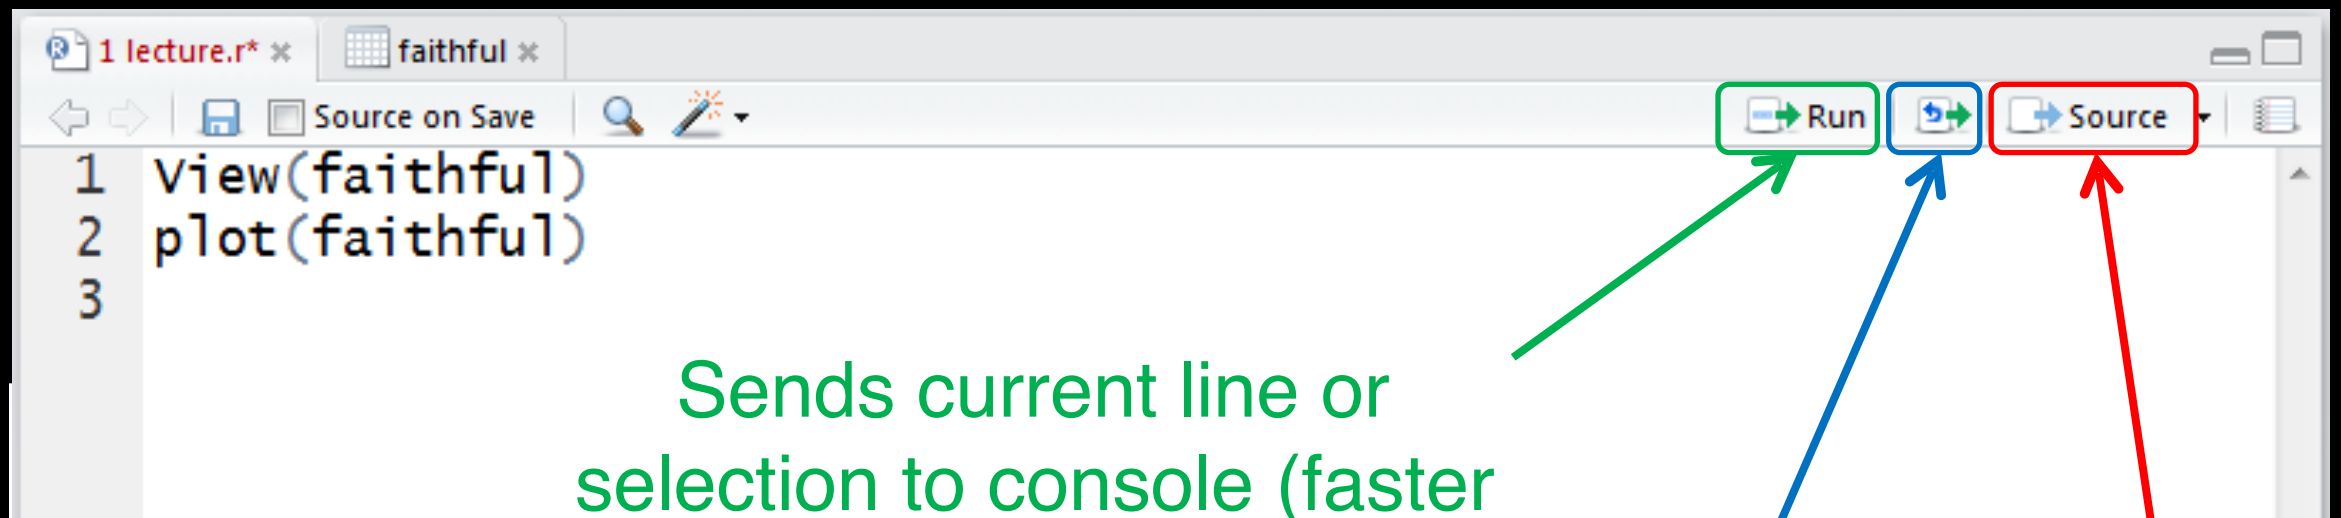 1 lecture.r* faithful
Source on Save Run Source
1 View(faithful)
2 plot(faithful)
3
Sends current line or
selection to console (faster